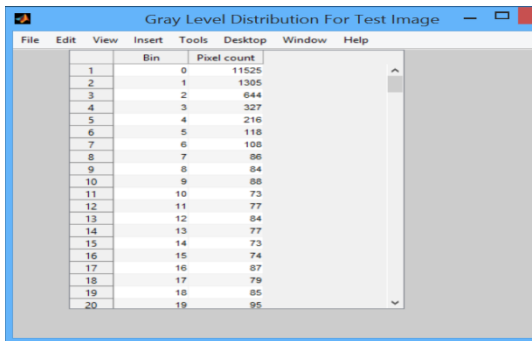 Gray Level Distribution For Test Image
File Edit View Insert Tools Desktop Window Help
Bin Pixel count
1 0 11525
2 1 1305
3 2 644
4 3 327
5 4 216
6 5 118
7 6 108
8 7 86
9 8 84
10 9 88
11 10 73
12 11 77
13 12 84
14 13 77
15 14 73
16 15 74
17 16 87
18 17 79
19 18 85
20 19 95